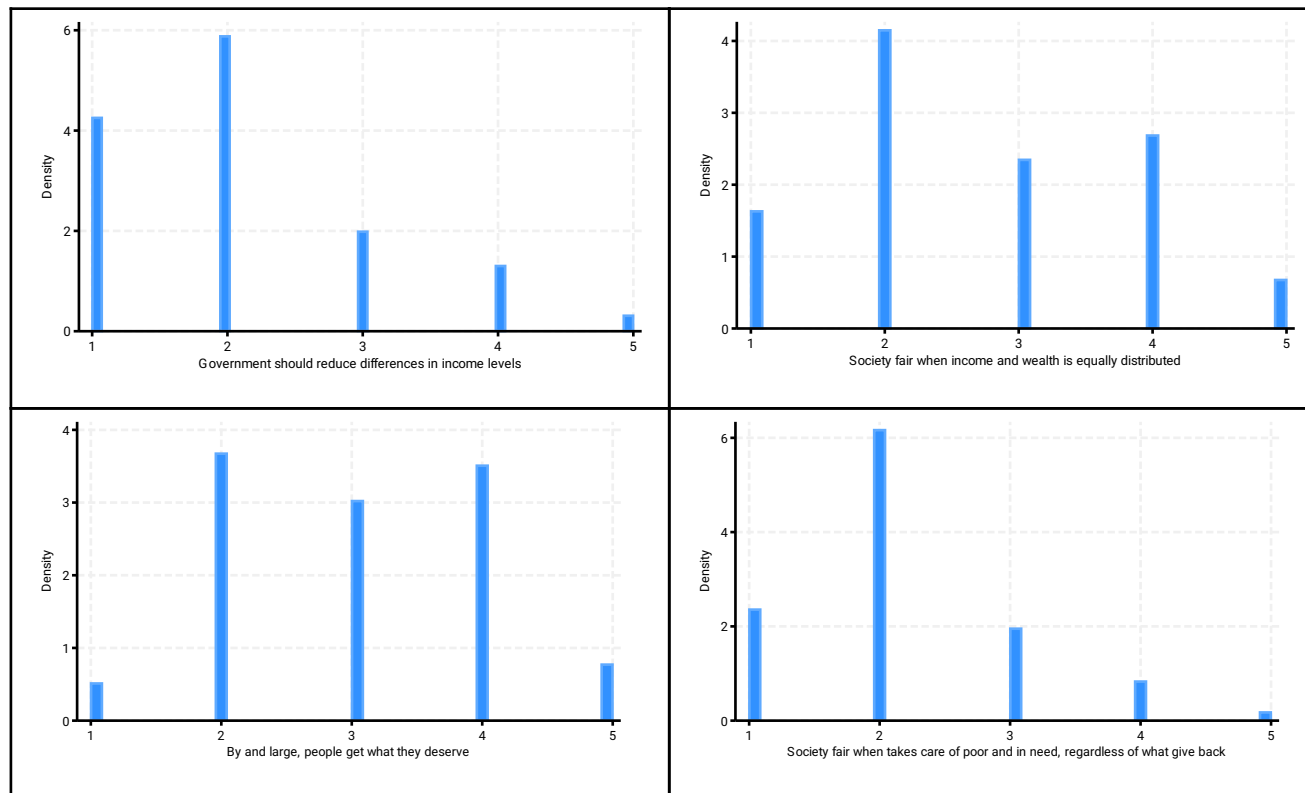 6
4
2
0
Density
1 2 3 4 5
Government should reduce differences in income levels
4
3
2
1
0
Density
1 2 3 4 5
Society fair when income and wealth is equally distributed
4
3
2
1
0
Density
1 2 3 4 5
By and large, people get what they deserve
6
4
2
0
Density
1 2 3 4 5
Society fair when takes care of poor and in need, regardless of what give back